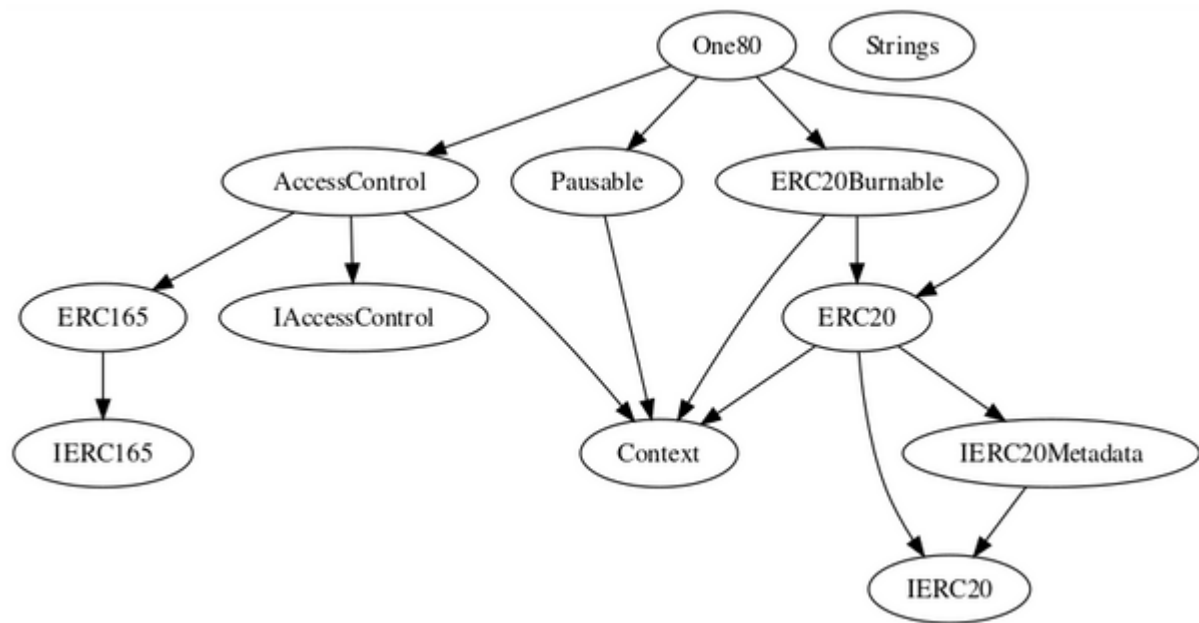 One80
Strings
AccessControl
Pausable
ERC20Burnable
ERC165
IAccessControl
ERC20
IERC165
Context
IERC20Metadata
IERC20